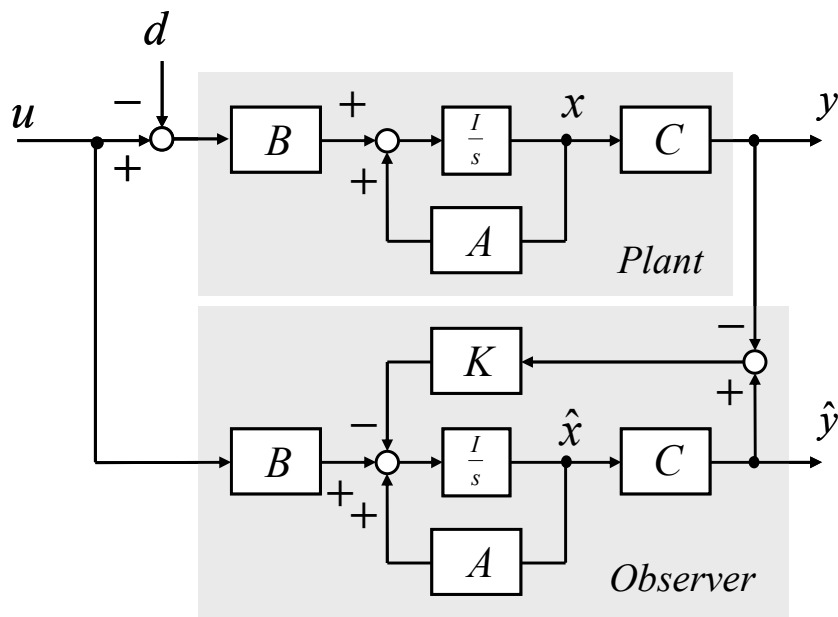 d
−
u
+
B
+
+
I
s
x
C
y
A
Plant
−
K
+
−
B
+
+
I
s
x̂
C
ŷ
A
Observer